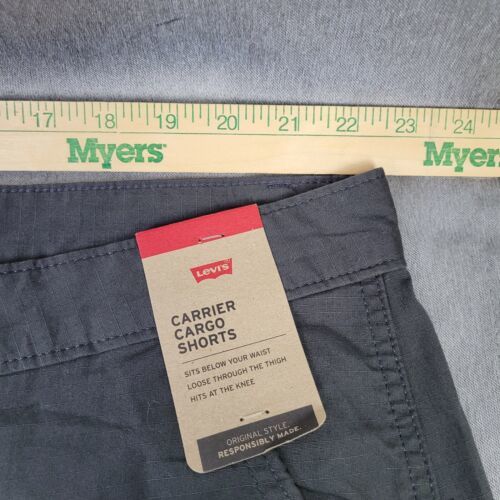 17 18 19 20 21 22 23 24
Myers Myers
Levi's
CARRIER
CARGO
SHORTS
SITS BELOW YOUR WAIST
LOOSE THROUGH THE THIGH
HITS AT THE KNEE
ORIGINAL STYLE.
RESPONSIBLY MADE.